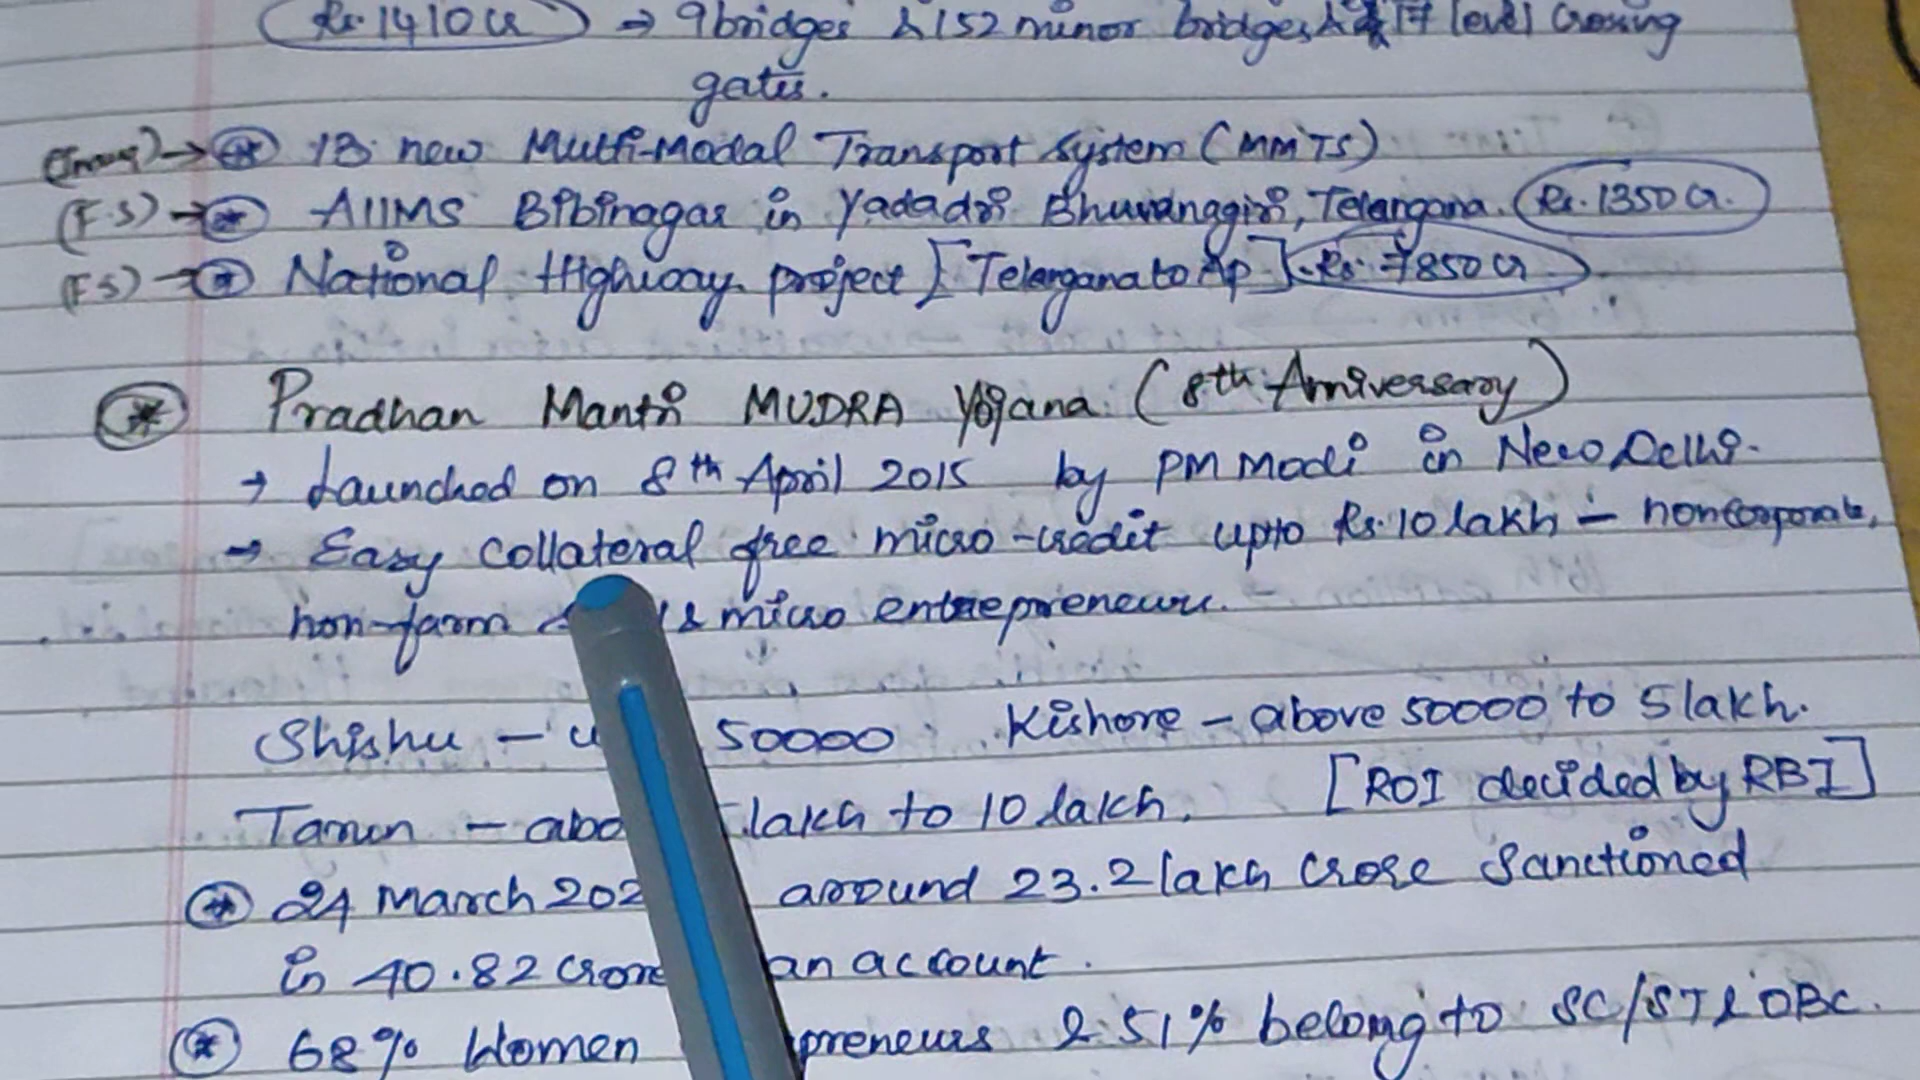 Rs. 1410 Cr → 9 bridges & 152 minor bridges & 17 level crossing
gates.
→ * 13 new Multi-Modal Transport System (MMTS)
(F.S) → * AIIMS Bibinagar in Yadadri Bhuvanagiri, Telangana. Rs. 1350 Cr.
(F.S) → * National Highway project [Telangana to Ap]. Rs. 7850 Cr
* Pradhan Mantri MUDRA Yojana (8th Anniversary)
→ Launched on 8th April 2015 by PM Modi in New Delhi.
→ Easy collateral free micro-credit upto Rs. 10 lakh - noncorporate,
non-farm & micro entrepreneurs.
Shishu - 50000. Kishore - above 50000 to 5 lakh.
Tarun - lakh to 10 lakh. [ROI decided by RBI]
* 24 March around 23.2 lakh crore Sanctioned
in 40.82 crore account.
* 68% Women & 51% belong to SC/ST & OBC.